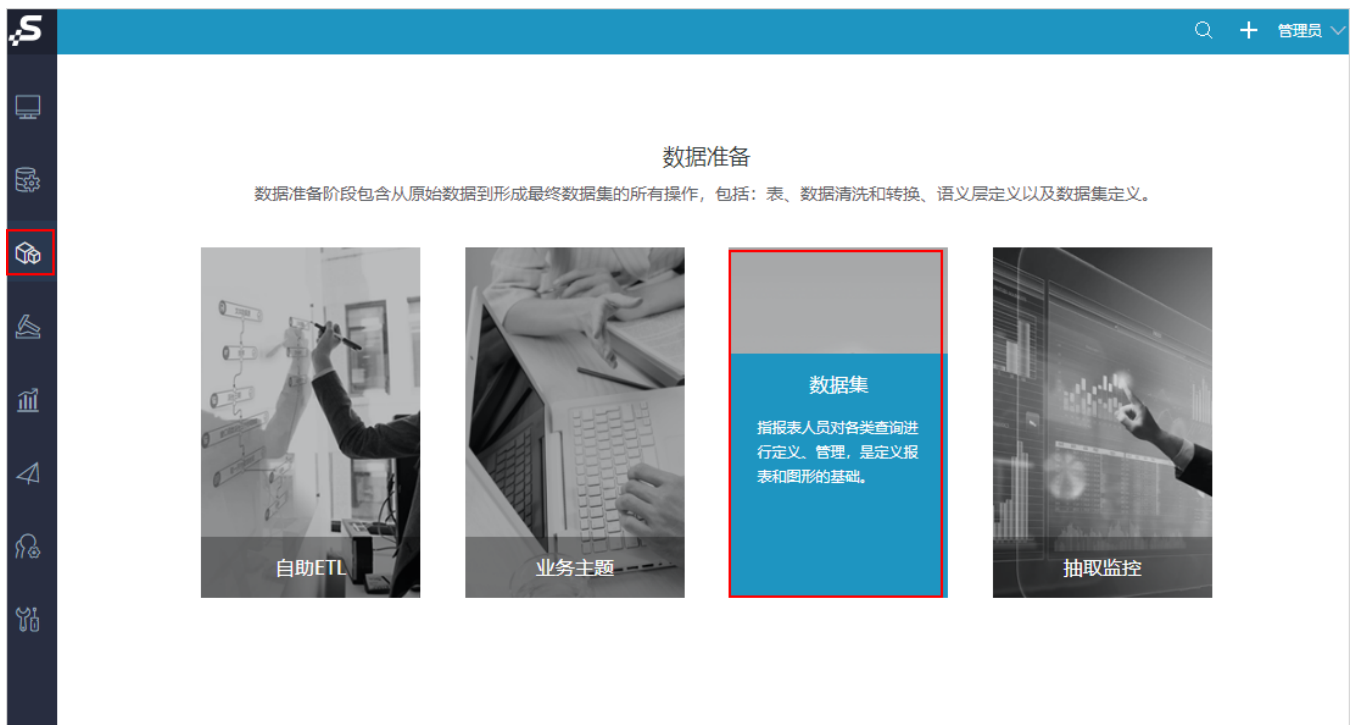 S
管理员
数据准备
数据准备阶段包含从原始数据到形成最终数据集的所有操作，包括：表、数据清洗和转换、语义层定义以及数据集定义。
自助ETL
业务主题
数据集
指报表人员对各类查询进
行定义、管理，是定义报
表和图形的基础。
抽取监控